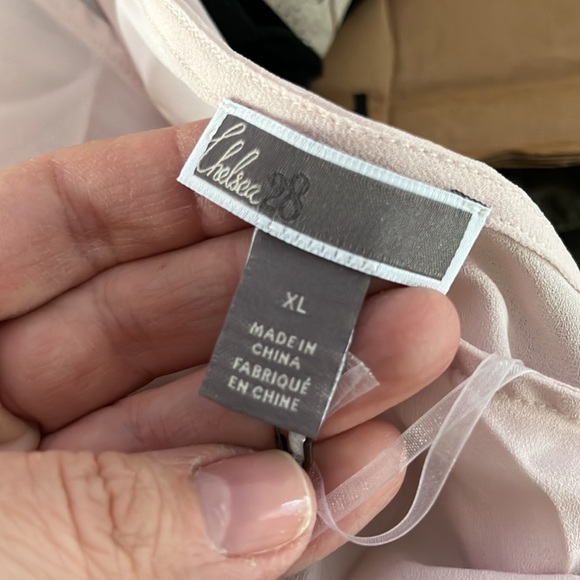 Chelsea28
XL
MADE IN
CHINA
FABRIQUÉ
EN CHINE